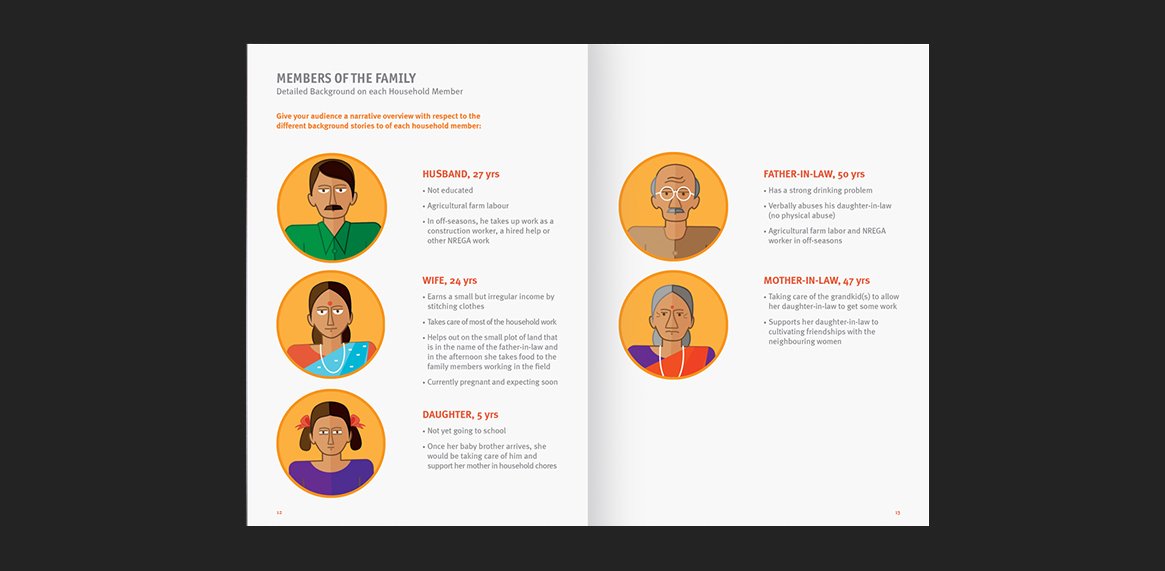 MEMBERS OF THE FAMILY
Detailed Background on each Household Member
Give your audience a narrative overview with respect to the
different background stories to of each household member:
HUSBAND, 27 yrs
• Not educated
• Agricultural farm labour
• In off-seasons, he takes up work as a
construction worker, a hired help or
other NREGA work
WIFE, 24 yrs
• Earns a small but irregular income by
stitching clothes
• Takes care of most of the household work
• Helps out on the small plot of land that
is in the name of the father-in-law and
in the afternoon she takes food to the
family members working in the field
• Currently pregnant and expecting soon
DAUGHTER, 5 yrs
• Not yet going to school
• Once her baby brother arrives, she
would be taking care of him and
support her mother in household chores
12
FATHER-IN-LAW, 50 yrs
• Has a strong drinking problem
• Verbally abuses his daughter-in-law
(no physical abuse)
• Agricultural farm labor and NREGA
worker in off-seasons
MOTHER-IN-LAW, 47 yrs
• Taking care of the grandkid(s) to allow
her daughter-in-law to get some work
• Supports her daughter-in-law to
cultivating friendships with the
neighbouring women
13